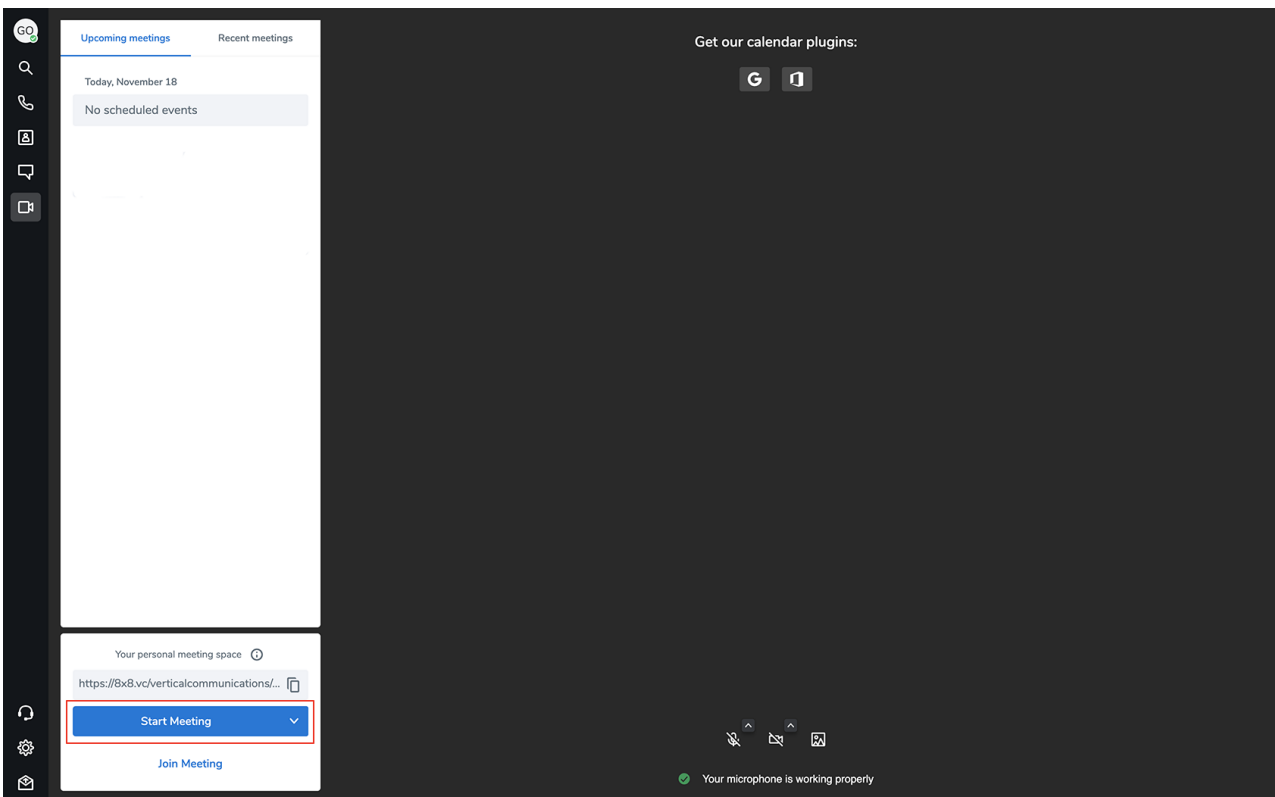 GO
Upcoming meetings
Recent meetings
Today, November 18
No scheduled events
Your personal meeting space
https://8x8.vc/verticalcommunications/...
Start Meeting
Join Meeting
Get our calendar plugins:
G
Your microphone is working properly